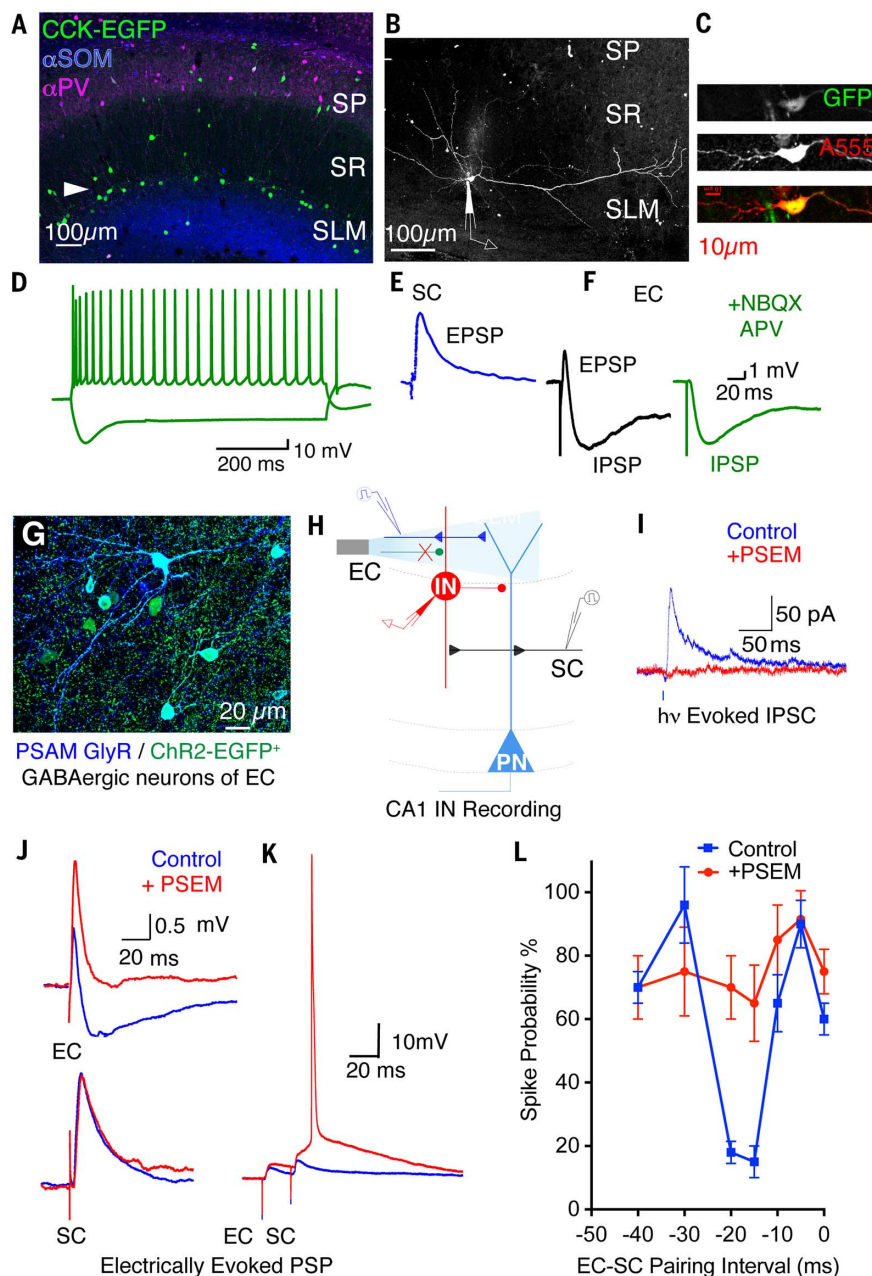 A
CCK-EGFP
αSOM
αPV
SP
SR
SLM
100µm
B
SP
SR
SLM
100µm
C
GFP
A555
10µm
D
10 mV
200 ms
E
SC
EPSP
F
EC
+NBQX
APV
EPSP
1 mV
20 ms
IPSP
IPSP
G
20 µm
PSAM GlyR / ChR2-EGFP⁺
GABAergic neurons of EC
H
EC
IN
SC
PN
CA1 IN Recording
I
Control
+PSEM
50 pA
50 ms
hν Evoked IPSC
J
Control
+ PSEM
0.5 mV
20 ms
EC
SC
K
10mV
20 ms
EC SC
Electrically Evoked PSP
L
Control
+PSEM
Spike Probability %
100
80
60
40
20
0
-50 -40 -30 -20 -10 0
EC-SC Pairing Interval (ms)